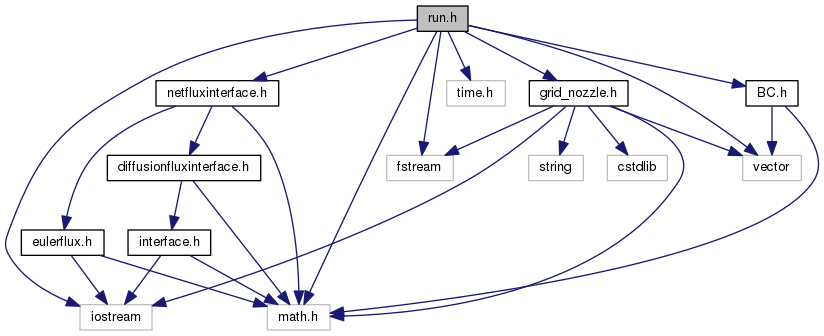 run.h
netfluxinterface.h
time.h
grid_nozzle.h
BC.h
diffusionfluxinterface.h
fstream
string
cstdlib
vector
eulerflux.h
interface.h
iostream
math.h